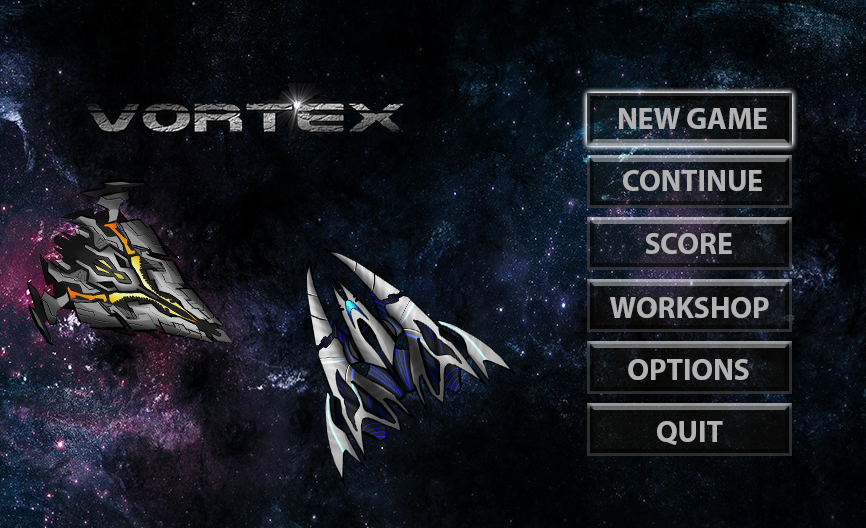 VORTEX
NEW GAME
CONTINUE
SCORE
WORKSHOP
OPTIONS
QUIT